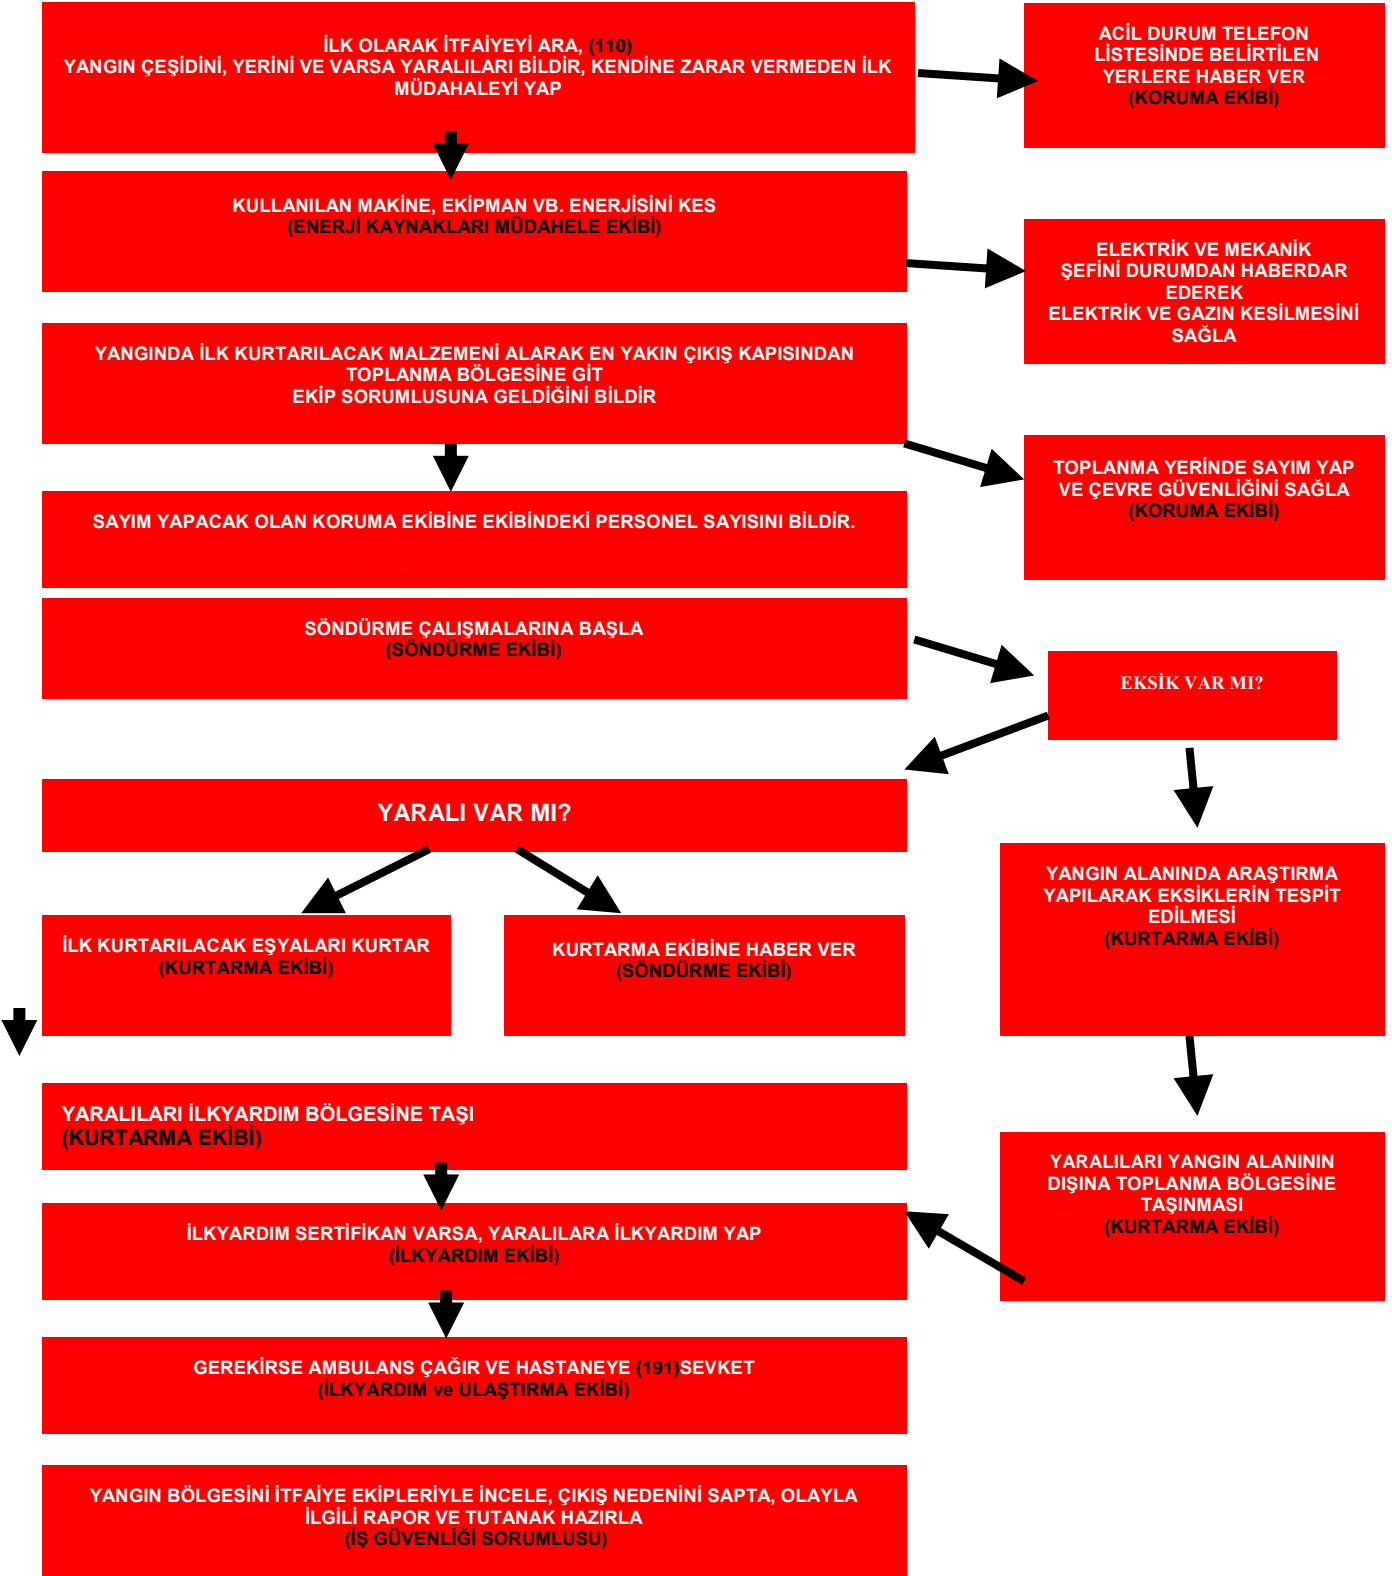 İLK OLARAK İTFAİYEYİ ARA, (110)
YANGIN ÇEŞİDİNİ, YERİNİ VE VARSA YARALILARI BİLDİR, KENDİNE ZARAR VERMEDEN İLK
MÜDAHALEYİ YAP
ACİL DURUM TELEFON
LİSTESİNDE BELİRTİLEN
YERLERE HABER VER
(KORUMA EKİBİ)
KULLANILAN MAKİNE, EKİPMAN VB. ENERJİSİNİ KES
(ENERJİ KAYNAKLARI MÜDAHELE EKİBİ)
ELEKTRİK VE MEKANİK
ŞEFİNİ DURUMDAN HABERDAR
EDEREK
ELEKTRİK VE GAZIN KESİLMESİNİ
SAĞLA
YANGINDA İLK KURTARILACAK MALZEMENİ ALARAK EN YAKIN ÇIKIŞ KAPISINDAN
TOPLANMA BÖLGESİNE GİT
EKİP SORUMLUSUNA GELDİĞİNİ BİLDİR
TOPLANMA YERİNDE SAYIM YAP
VE ÇEVRE GÜVENLİĞİNİ SAĞLA
(KORUMA EKİBİ)
SAYIM YAPACAK OLAN KORUMA EKİBİNE EKİBİNDEKİ PERSONEL SAYISINI BİLDİR.
SÖNDÜRME ÇALIŞMALARINA BAŞLA
(SÖNDÜRME EKİBİ)
EKSİK VAR MI?
YARALI VAR MI?
YANGIN ALANINDA ARAŞTIRMA
YAPILARAK EKSİKLERİN TESPİT
EDİLMESİ
(KURTARMA EKİBİ)
İLK KURTARILACAK EŞYALARI KURTAR
(KURTARMA EKİBİ)
KURTARMA EKİBİNE HABER VER
(SÖNDÜRME EKİBİ)
YARALILARI İLKYARDIM BÖLGESİNE TAŞI
(KURTARMA EKİBİ)
YARALILARI YANGIN ALANININ
DIŞINA TOPLANMA BÖLGESİNE
TAŞINMASI
(KURTARMA EKİBİ)
İLKYARDIM SERTİFİKAN VARSA, YARALILARA İLKYARDIM YAP
(İLKYARDIM EKİBİ)
GEREKİRSE AMBULANS ÇAĞIR VE HASTANEYE (191)SEVKET
(İLKYARDIM ve ULAŞTIRMA EKİBİ)
YANGIN BÖLGESİNİ İTFAİYE EKİPLERİYLE İNCELE, ÇIKIŞ NEDENİNİ SAPTA, OLAYLA
İLGİLİ RAPOR VE TUTANAK HAZIRLA
(İŞ GÜVENLİĞİ SORUMLUSU)